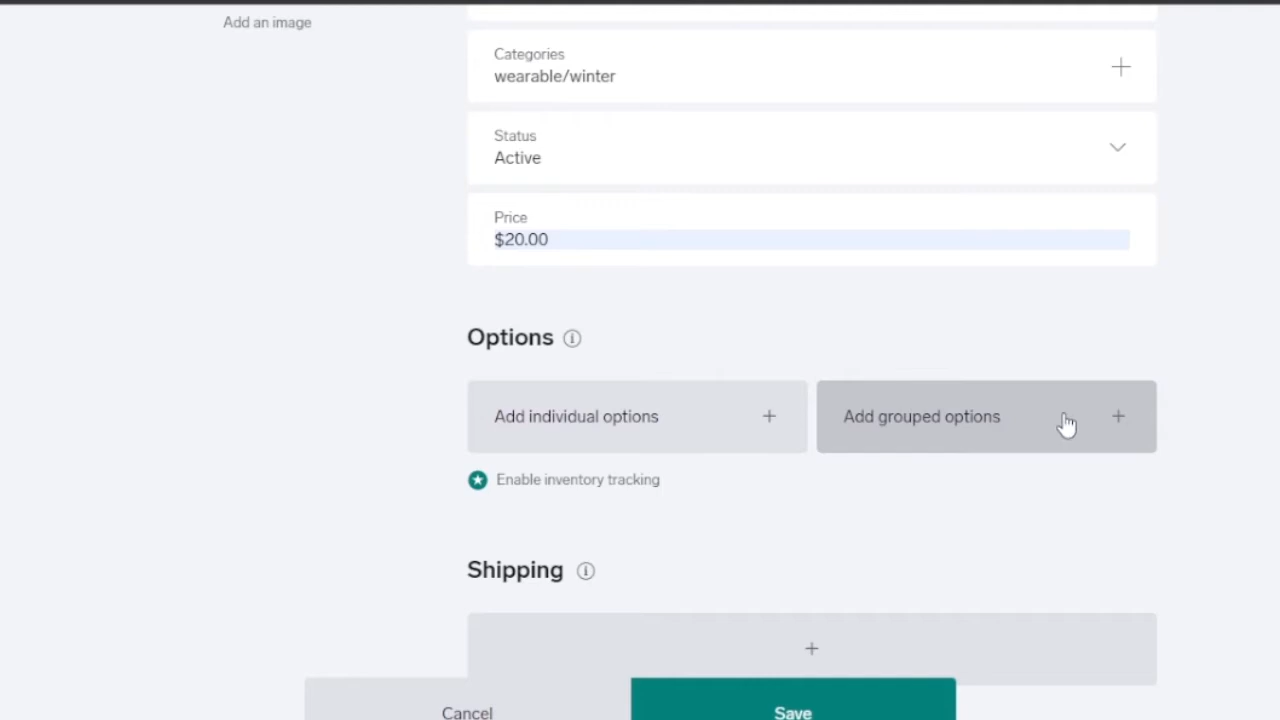 Add an image
Categories
wearable/winter
Status
Active
Price
$20.00
Options
Add individual options
Add grouped options
Enable inventory tracking
Shipping
Cancel
Save